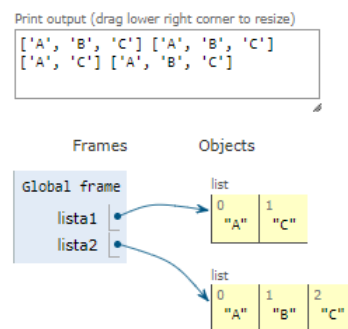 Print output (drag lower right corner to resize)
['A', 'B', 'C'] ['A', 'B', 'C']
['A', 'C'] ['A', 'B', 'C']
Frames Objects
Global frame
lista1
lista2
list
0 1
"A" "C"
list
0 1 2
"A" "B" "C"